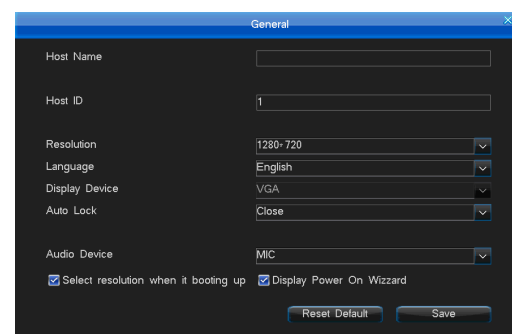 General
Host Name
Host ID 1
Resolution 1280*720
Language English
Display Device VGA
Auto Lock Close
Audio Device MIC
Select resolution when it booting up Display Power On Wizzard
Reset Default Save